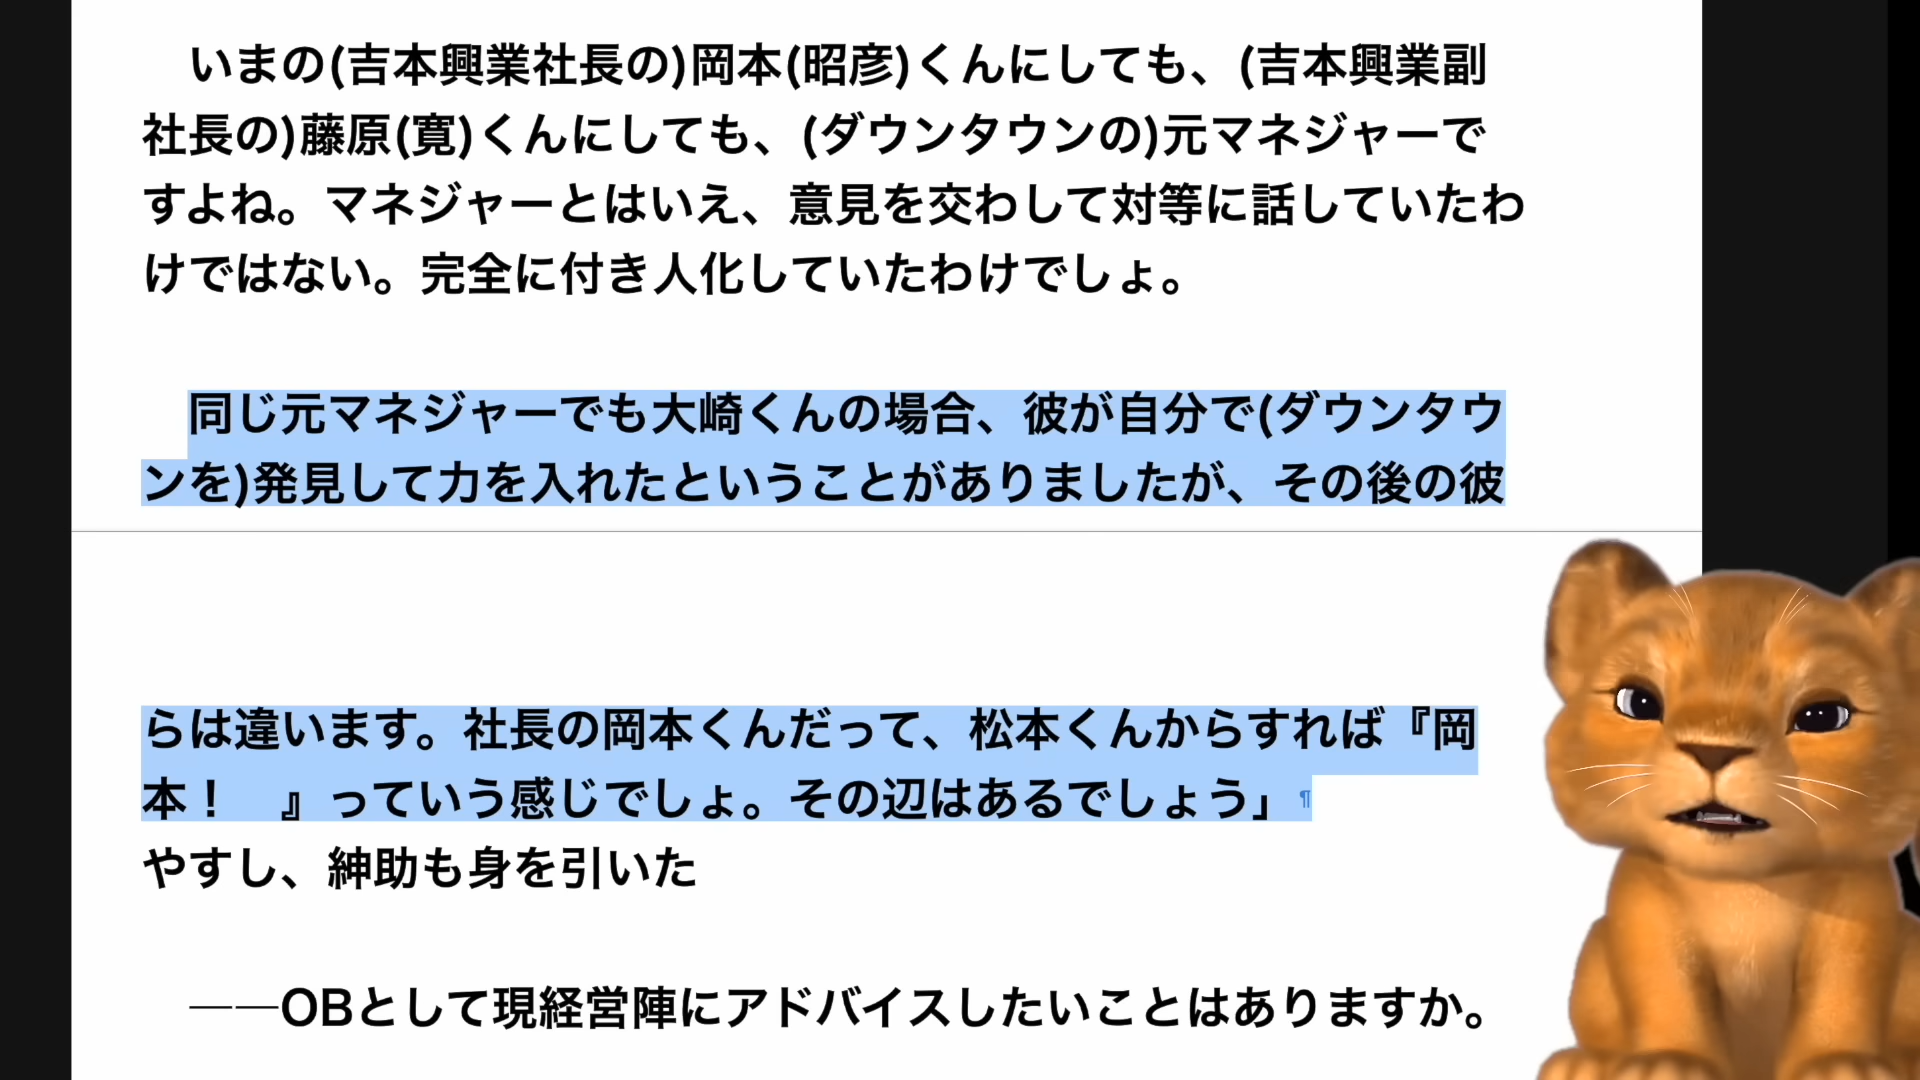 いまの(吉本興業社長の)岡本(昭彦)くんにしても、(吉本興業副
社長の)藤原(寛)くんにしても、(ダウンタウンの)元マネジャーで
すよね。マネジャーとはいえ、意見を交わして対等に話していたわ
けではない。完全に付き人化していたわけでしょ。
同じ元マネジャーでも大崎くんの場合、彼が自分で(ダウンタウ
ンを)発見して力を入れたということがありましたが、その後の彼
らは違います。社長の岡本くんだって、松本くんからすれば『岡
本！　』っていう感じでしょ。その辺はあるでしょう」
やすし、紳助も身を引いた
――OBとして現経営陣にアドバイスしたいことはありますか。